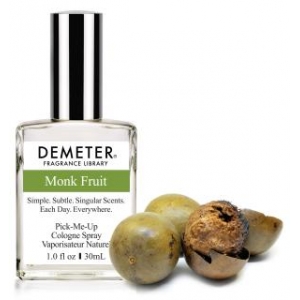 DEMETER®
FRAGRANCE LIBRARY
Monk Fruit
Simple. Subtle. Singular Scents.
Each Day. Everywhere.
Pick-Me-Up
Cologne Spray
Vaporisateur Naturel
1.0 fl oz | 30mL